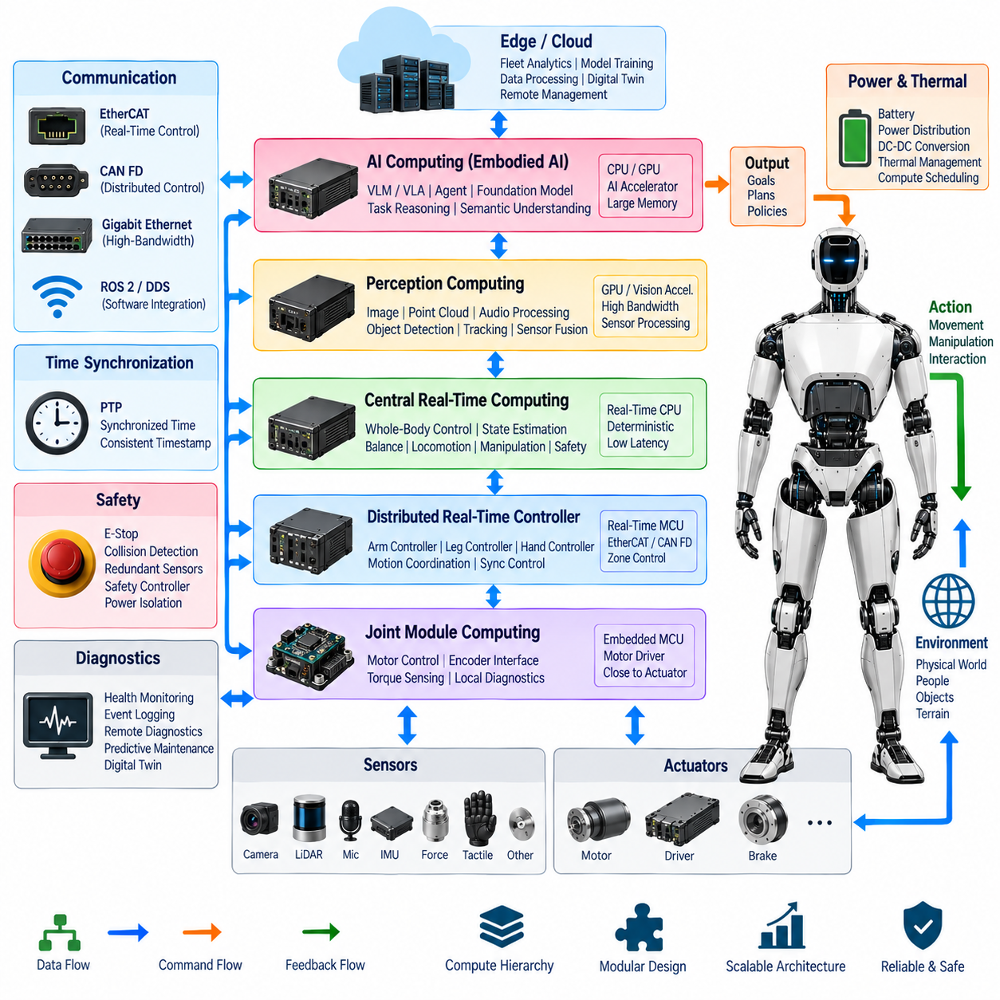 Edge / Cloud
Fleet Analytics | Model Training
Data Processing | Digital Twin
Remote Management
Communication
EtherCAT
(Real-Time Control)
CAN FD
(Distributed Control)
Gigabit Ethernet
(High-Bandwidth)
ROS 2 / DDS
(Software Integration)
Time Synchronization
PTP
Synchronized Time
Consistent Timestamp
Safety
E-Stop
Collision Detection
Redundant Sensors
Safety Controller
Power Isolation
Diagnostics
Health Monitoring
Event Logging
Remote Diagnostics
Predictive Maintenance
Digital Twin
AI Computing (Embodied AI)
VLM / VLA | Agent | Foundation Model
Task Reasoning | Semantic Understanding
CPU / GPU
AI Accelerator
Large Memory
Perception Computing
Image | Point Cloud | Audio Processing
Object Detection | Tracking | Sensor Fusion
GPU / Vision Accel.
High Bandwidth
Sensor Processing
Central Real-Time Computing
Whole-Body Control | State Estimation
Balance | Locomotion | Manipulation | Safety
Real-Time CPU
Deterministic
Low Latency
Distributed Real-Time Controller
Arm Controller | Leg Controller | Hand Controller
Motion Coordination | Sync Control
Real-Time MCU
EtherCAT / CAN FD
Zone Control
Joint Module Computing
Motor Control | Encoder Interface
Torque Sensing | Local Diagnostics
Embedded MCU
Motor Driver
Close to Actuator
Output
Goals
Plans
Policies
Power & Thermal
Battery
Power Distribution
DC-DC Conversion
Thermal Management
Compute Scheduling
Action
Movement
Manipulation
Interaction
Environment
Physical World
People
Objects
Terrain
Sensors
Camera
LiDAR
Mic
IMU
Force
Tactile
Other
Actuators
Motor
Driver
Brake
...
Data Flow
Command Flow
Feedback Flow
Compute Hierarchy
Modular Design
Scalable Architecture
Reliable & Safe